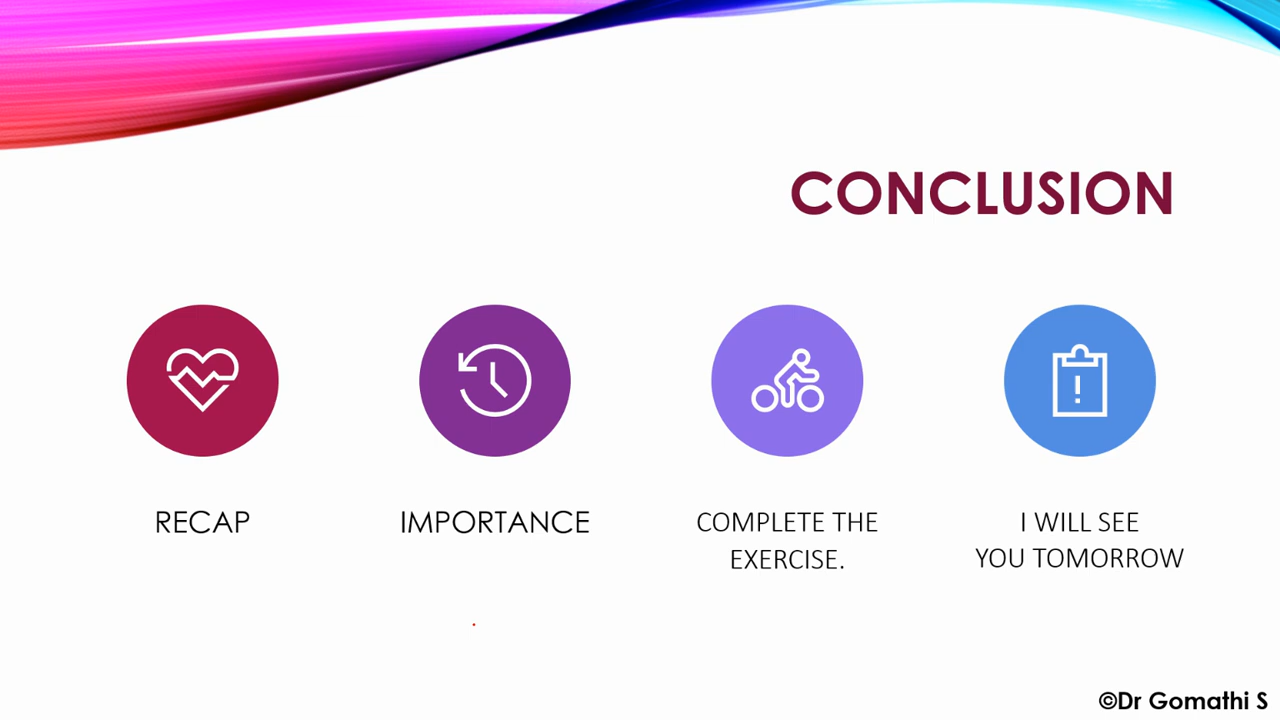 CONCLUSION
RECAP
IMPORTANCE
COMPLETE THE
EXERCISE.
I WILL SEE
YOU TOMORROW
©Dr Gomathi S